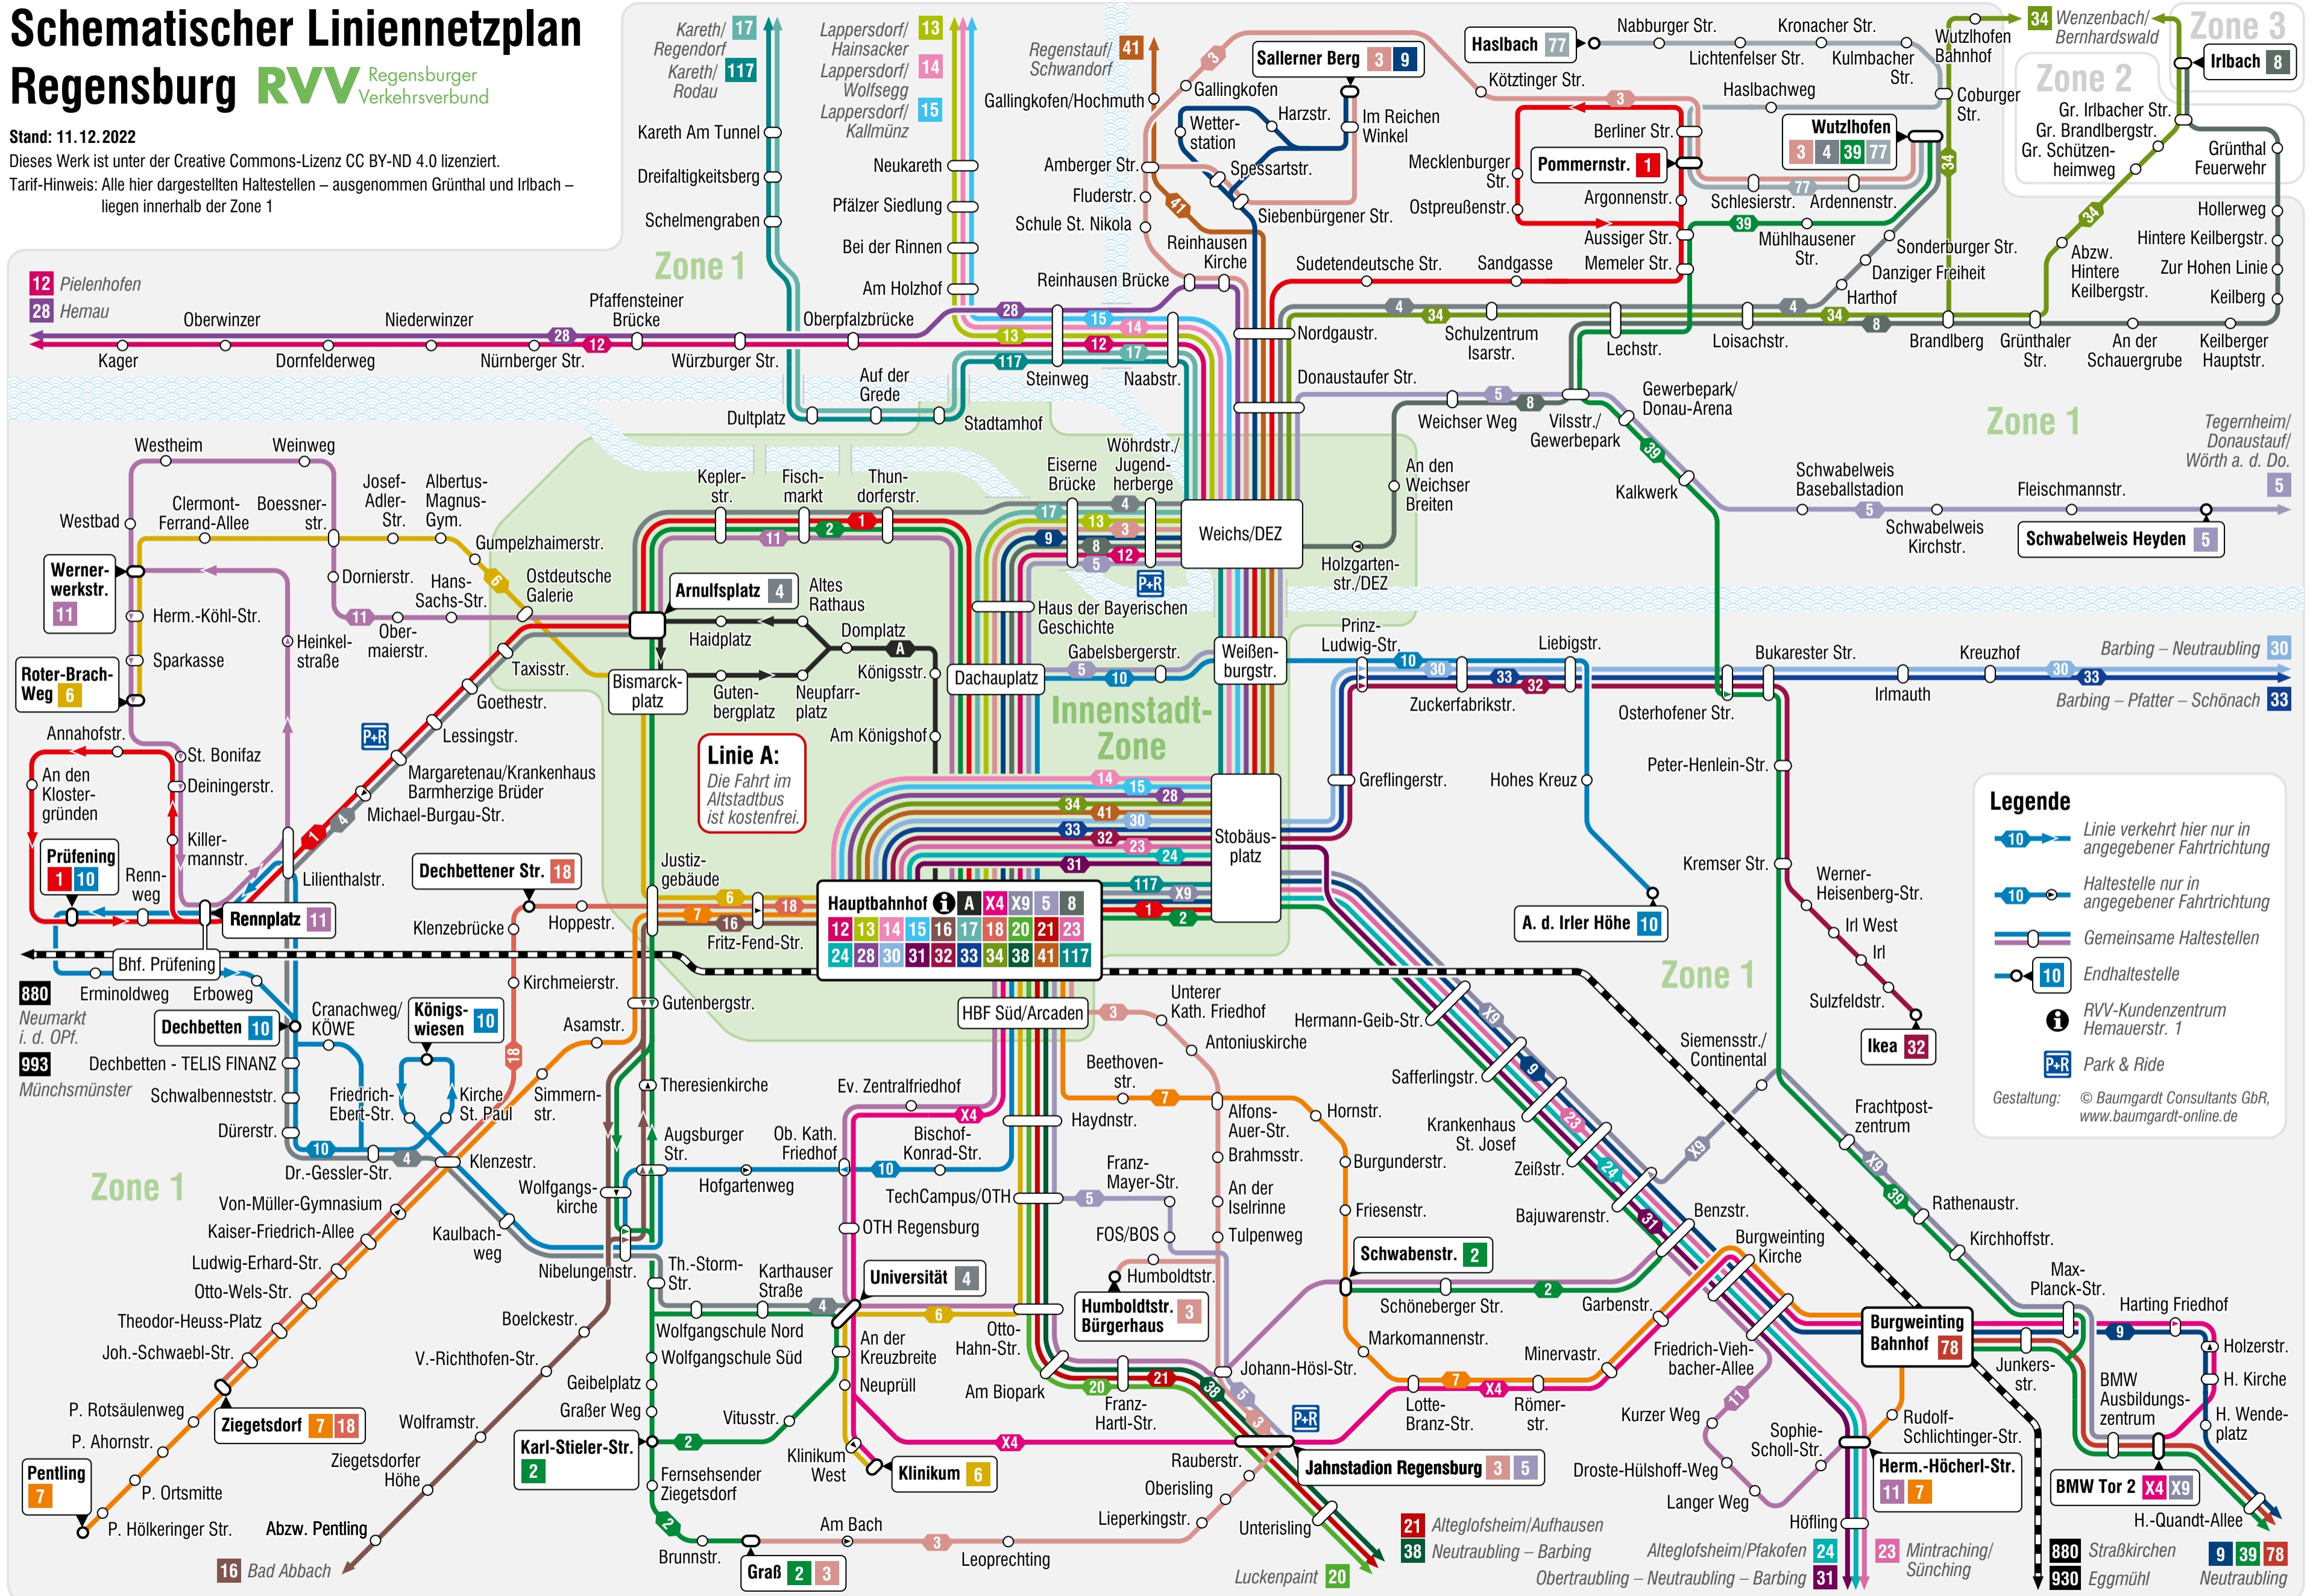 Schematischer Liniennetzplan
Regensburg RVV Regensburger
Verkehrsverbund
Stand: 11.12.2022
Dieses Werk ist unter der Creative Commons-Lizenz CC BY-ND 4.0 lizenziert.
Tarif-Hinweis: Alle hier dargestellten Haltestellen – ausgenommen Grünthal und Irlbach –
liegen innerhalb der Zone 1
Kareth/
Regendorf 17
Kareth/
Rodau 117
Lappersdorf/
Hainsacker 13
Lappersdorf/
Wolfsegg 14
Lappersdorf/
Kallmünz 15
Regenstauf/
Schwandorf 41
Kareth Am Tunnel
Dreifaltigkeitsberg
Schelmengraben
Zone 1
Neukareth
Pfälzer Siedlung
Bei der Rinnen
Am Holzhof
Gallingkofen/Hochmuth
Gallingkofen
Sallerner Berg 3 9
Wetter-
station
Harzstr.
Im Reichen
Winkel
Amberger Str.
Spessartstr.
Fluderstr.
Siebenbürgener Str.
Schule St. Nikola
Reinhausen
Kirche
Reinhausen Brücke
Haslbach 77
Nabburger Str.
Kronacher Str.
Lichtenfelser Str.
Kulmbacher
Str.
Wutzlhofen
Bahnhof
34 Wenzenbach/
Bernhardswald
Zone 3
Irlbach 8
Zone 2
Kötztinger Str.
Haslbachweg
Coburger
Str.
Gr. Irlbacher Str.
Gr. Brandlbergstr.
Gr. Schützen-
heimweg
Grünthal
Feuerwehr
Berliner Str.
Wutzlhofen
3 4 39 77
Mecklenburger
Str.
Pommernstr. 1
Argonnenstr.
Schlesierstr.
Ardennenstr.
Ostpreußenstr.
Aussiger Str.
Mühlhausener
Str.
Sonderburger Str.
Danziger Freiheit
Harthof
Hollerweg
Hintere Keilbergstr.
Zur Hohen Linie
Keilberg
Abzw.
Hintere
Keilbergstr.
Sudetendeutsche Str.
Sandgasse
Memeler Str.
12 Pielenhofen
28 Hemau
Oberwinzer
Niederwinzer
Pfaffensteiner
Brücke
Oberpfalzbrücke
Kager
Dornfelderweg
Nürnberger Str.
Würzburger Str.
Steinweg
Naabstr.
Nordgaustr.
Schulzentrum
Isarstr.
Lechstr.
Loisachstr.
Brandlberg
Grünthaler
Str.
An der
Schauergrube
Keilberger
Hauptstr.
Dultplatz
Auf der
Grede
Stadtamhof
Donaustaufer Str.
Weichser Weg
Vilsstr./
Gewerbepark
Gewerbepark/
Donau-Arena
Zone 1
Tegernheim/
Donaustauf/
Wörth a. d. Do.
5
Kalkwerk
Schwabelweis
Baseballstadion
Schwabelweis
Kirchstr.
Fleischmannstr.
Schwabelweis Heyden 5
An den
Weichser
Breiten
Holzgarten-
str./DEZ
Westheim
Weinweg
Westbad
Clermont-
Ferrand-Allee
Boessner-
str.
Josef-
Adler-
Str.
Albertus-
Magnus-
Gym.
Gumpelzhaimerstr.
Werner-
werkstr.
11
Dornierstr.
Hans-
Sachs-Str.
Ostdeutsche
Galerie
Herm.-Köhl-Str.
Ober-
maierstr.
Heinkel-
straße
Sparkasse
Roter-Brach-
Weg 6
Taxisstr.
Goethestr.
Lessingstr.
P+R
Margaretenau/Krankenhaus
Barmherzige Brüder
Michael-Burgau-Str.
Annahofstr.
St. Bonifaz
An den
Kloster-
gründen
Deiningerstr.
Killer-
mannstr.
Prüfening
1 10
Renn-
weg
Lilienthalstr.
Rennplatz 11
Bhf. Prüfening
Kepler-
str.
Fisch-
markt
Thun-
dorferstr.
Eiserne
Brücke
Wöhrdstr./
Jugend-
herberge
Weichs/DEZ
P+R
Arnulfsplatz 4
Altes
Rathaus
Haidplatz
Domplatz
Königsstr.
Haus der Bayerischen
Geschichte
Bismarck-
platz
Guten-
bergplatz
Neupfarr-
platz
Am Königshof
Dachauplatz
Gabelsbergerstr.
Weißen-
burgstr.
Innenstadt-
Zone
Linie A:
Die Fahrt im
Altstadtbus
ist kostenfrei.
Stobäus-
platz
Justiz-
gebäude
Fritz-Fend-Str.
Hauptbahnhof i A X4 X9 5 8
12 13 14 15 16 17 18 20 21 23
24 28 30 31 32 33 34 38 41 117
HBF Süd/Arcaden
Prinz-
Ludwig-Str.
Liebigstr.
Zuckerfabrikstr.
Bukarester Str.
Kreuzhof
Irlmauth
Osterhofener Str.
Barbing – Neutraubling 30
Barbing – Pfatter – Schönach 33
Greflingerstr.
Hohes Kreuz
Peter-Henlein-Str.
Kremser Str.
A. d. Irler Höhe 10
Werner-
Heisenberg-Str.
Irl West
Irl
Sulzfeldstr.
Ikea 32
Zone 1
Legende
Linie verkehrt hier nur in
angegebener Fahrtrichtung
Haltestelle nur in
angegebener Fahrtrichtung
Gemeinsame Haltestellen
Endhaltestelle
RVV-Kundenzentrum
Hemauerstr. 1
Park & Ride
Gestaltung: © Baumgardt Consultants GbR,
www.baumgardt-online.de
Dechbettener Str. 18
Klenzebrücke
Hoppestr.
Kirchmeierstr.
Gutenbergstr.
880
Neumarkt
i. d. OPf.
993
Münchsmünster
Erminoldweg
Erboweg
Dechbetten 10
Cranachweg/
KÖWE
Königs-
wiesen 10
Asamstr.
Dechbetten - TELIS FINANZ
Schwalbenneststr.
Dürerstr.
Friedrich-
Ebert-Str.
Kirche
St. Paul
Simmern-
str.
Theresienkirche
Augsburger
Str.
Dr.-Gessler-Str.
Klenzestr.
Wolfgangs-
kirche
Hofgartenweg
Ev. Zentralfriedhof
Ob. Kath.
Friedhof
Bischof-
Konrad-Str.
Haydnstr.
Beethoven-
str.
Unterer
Kath. Friedhof
Antoniuskirche
Alfons-
Auer-Str.
Brahmsstr.
An der
Iselrinne
Tulpenweg
Hornstr.
Burgunderstr.
Friesenstr.
TechCampus/OTH
Franz-
Mayer-Str.
FOS/BOS
OTH Regensburg
Hermann-Geib-Str.
Safferlingstr.
Krankenhaus
St. Josef
Zeißstr.
Bajuwarenstr.
Benzstr.
Burgweinting
Kirche
Siemensstr./
Continental
Frachtpost-
zentrum
Rathenaustr.
Kirchhoffstr.
Max-
Planck-Str.
Zone 1
Von-Müller-Gymnasium
Kaiser-Friedrich-Allee
Ludwig-Erhard-Str.
Otto-Wels-Str.
Theodor-Heuss-Platz
Joh.-Schwaebl-Str.
Ziegetsdorf 7 18
P. Rotsäulenweg
P. Ahornstr.
P. Ortsmitte
P. Hölkeringer Str.
Pentling
7
Kaulbach-
weg
Nibelungenstr.
Th.-Storm-
Str.
Karthauser
Straße
Universität 4
Boelckestr.
V.-Richthofen-Str.
Wolframstr.
Ziegetsdorfer
Höhe
Abzw. Pentling
16 Bad Abbach
Wolfgangschule Nord
Wolfgangschule Süd
Geibelplatz
Graßer Weg
Vitusstr.
An der
Kreuzbreite
Neuprüll
Klinikum
West
Klinikum 6
Karl-Stieler-Str.
2
Fernsehsender
Ziegetsdorf
Brunnstr.
Graß 2 3
Am Bach
Leoprechting
Otto-
Hahn-Str.
Am Biopark
Franz-
Hartl-Str.
Humboldtstr.
Humboldtstr. 3
Bürgerhaus
Schwabenstr. 2
Schöneberger Str.
Garbenstr.
Markomannenstr.
Johann-Hösl-Str.
Minervastr.
Lotte-
Branz-Str.
Römer-
str.
P+R
Jahnstadion Regensburg 3 5
Rauberstr.
Oberisling
Lieperkingstr.
Unterisling
21 Alteglofsheim/Aufhausen
38 Neutraubling – Barbing
Luckenpaint 20
Friedrich-Vieh-
bacher-Allee
Kurzer Weg
Droste-Hülshoff-Weg
Langer Weg
Sophie-
Scholl-Str.
Höfling
Herm.-Höcherl-Str.
11 7
Rudolf-
Schlichtinger-Str.
Burgweinting
Bahnhof 78
Junkers-
str.
Harting Friedhof
Holzerstr.
H. Kirche
H. Wende-
platz
BMW
Ausbildungs-
zentrum
BMW Tor 2 X4 X9
H.-Quandt-Allee
Alteglofsheim/Pfakofen 24
Obertraubling – Neutraubling – Barbing 31
23 Mintraching/
Sünching
880 Straßkirchen
930 Eggmühl
9 39 78
Neutraubling